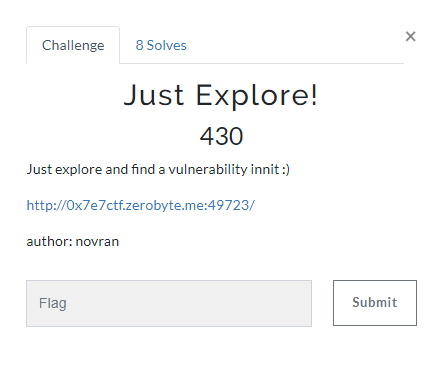 Challenge
8 Solves
×
Just Explore!
430
Just explore and find a vulnerability innit :)
http://0x7e7ctf.zerobyte.me:49723/
author: novran
Flag
Submit